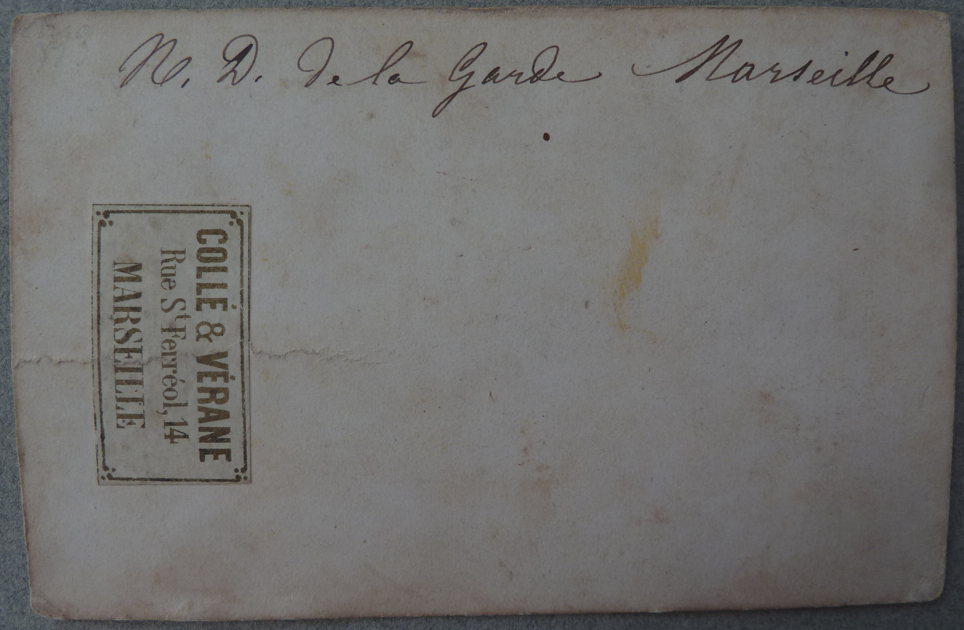 N. D. de la Garde Marseille
COLLÉ & VÉRANE
Rue St Ferréol, 14
MARSEILLE